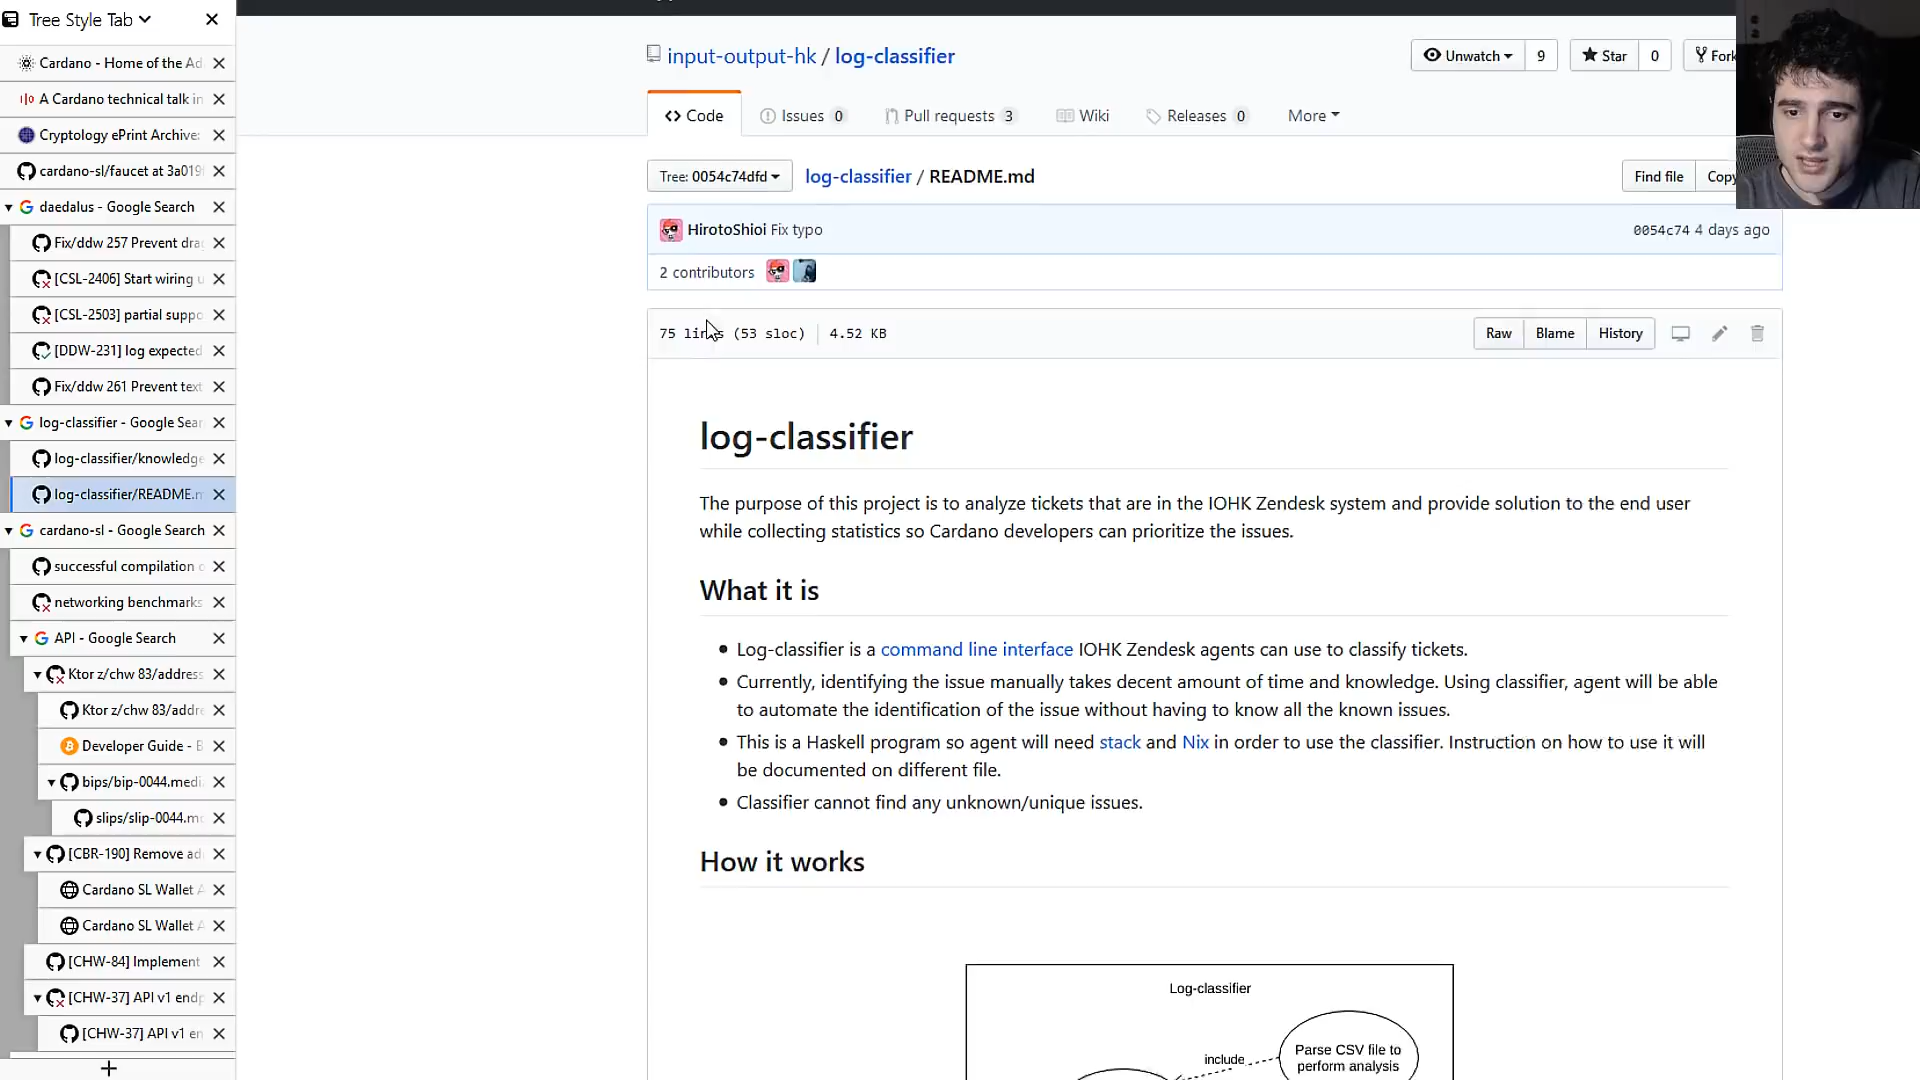 Tree Style Tab
Cardano - Home of the Ad
A Cardano technical talk in
Cryptology ePrint Archive:
cardano-sl/faucet at 3a019
daedalus - Google Search
Fix/ddw 257 Prevent dra
[CSL-2406] Start wiring u
[CSL-2503] partial suppo
[DDW-231] log expected
Fix/ddw 261 Prevent text
log-classifier - Google Sear
log-classifier/knowledge
log-classifier/README.m
cardano-sl - Google Search
successful compilation o
networking benchmarks
API - Google Search
Ktor z/chw 83/address
Ktor z/chw 83/addre
Developer Guide - B
bips/bip-0044.medi
slips/slip-0044.m
[CBR-190] Remove ad
Cardano SL Wallet A
Cardano SL Wallet A
[CHW-84] Implement
[CHW-37] API v1 endp
[CHW-37] API v1 en
input-output-hk / log-classifier
Unwatch 9 Star 0 Fork
Code Issues 0 Pull requests 3 Wiki Releases 0 More
Tree: 0054c74dfd log-classifier / README.md
Find file Copy
HirotoShioi Fix typo 0054c74 4 days ago
2 contributors
75 lines (53 sloc) 4.52 KB
Raw Blame History
log-classifier
The purpose of this project is to analyze tickets that are in the IOHK Zendesk system and provide solution to the end user
while collecting statistics so Cardano developers can prioritize the issues.
What it is
Log-classifier is a command line interface IOHK Zendesk agents can use to classify tickets.
Currently, identifying the issue manually takes decent amount of time and knowledge. Using classifier, agent will be able
to automate the identification of the issue without having to know all the known issues.
This is a Haskell program so agent will need stack and Nix in order to use the classifier. Instruction on how to use it will
be documented on different file.
Classifier cannot find any unknown/unique issues.
How it works
Log-classifier
include
Parse CSV file to
perform analysis